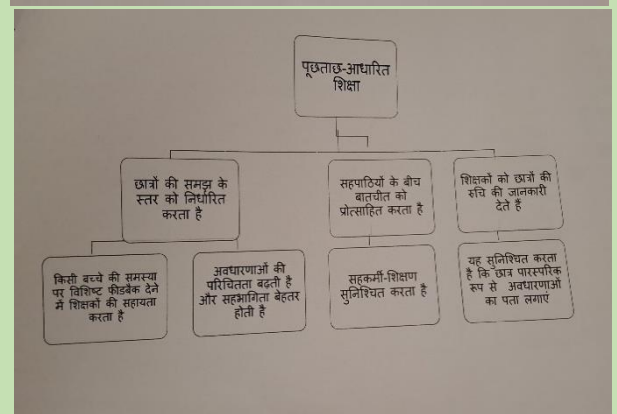 पूछताछ-आधारित
शिक्षा
छात्रों की समझ के
स्तर को निर्धारित
करता है
सहपाठियों के बीच
बातचीत को
प्रोत्साहित करता है
शिक्षकों को छात्रों की
रुचि की जानकारी
देते हैं
किसी बच्चे की समस्या
पर विशिष्ट फीडबैक देने
में शिक्षकों की सहायता
करता है
अवधारणाओं की
परिचितता बढ़ती है
और सहभागिता बेहतर
होती है
सहकर्मी-शिक्षण
सुनिश्चित करता है
यह सुनिश्चित करता
है कि छात्र पारस्परिक
रूप से अवधारणाओं
का पता लगाएं